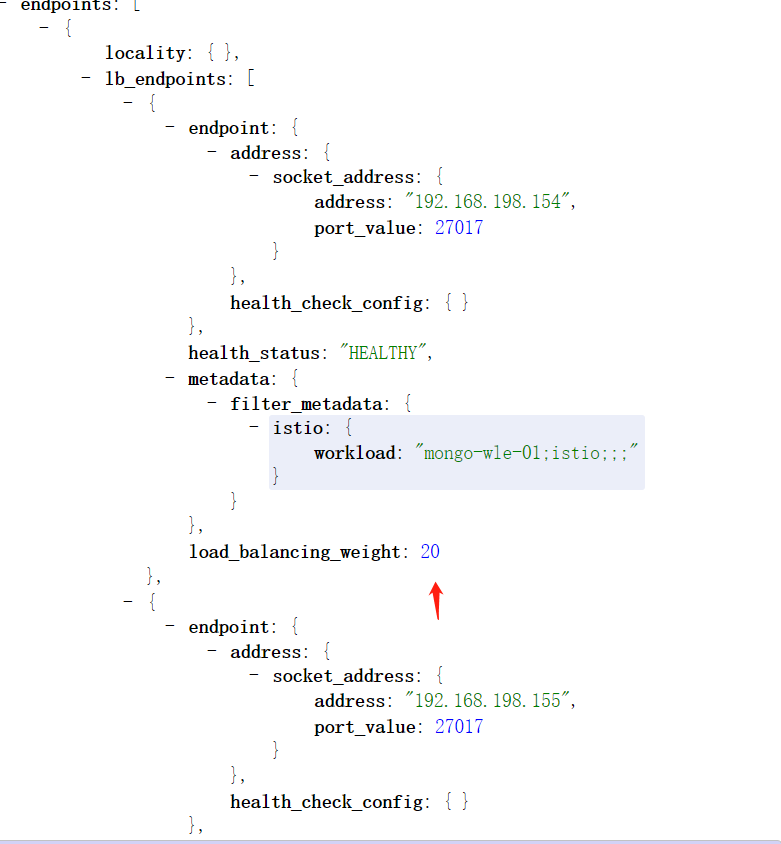 - endpoints: [
- {
locality: { },
- lb_endpoints: [
- {
- endpoint: {
- address: {
- socket_address: {
address: "192.168.198.154",
port_value: 27017
}
},
health_check_config: { }
},
health_status: "HEALTHY",
- metadata: {
- filter_metadata: {
- istio: {
workload: "mongo-wle-01;istio;;;"
}
}
},
load_balancing_weight: 20
},
- {
- endpoint: {
- address: {
- socket_address: {
address: "192.168.198.155",
port_value: 27017
}
},
health_check_config: { }
},